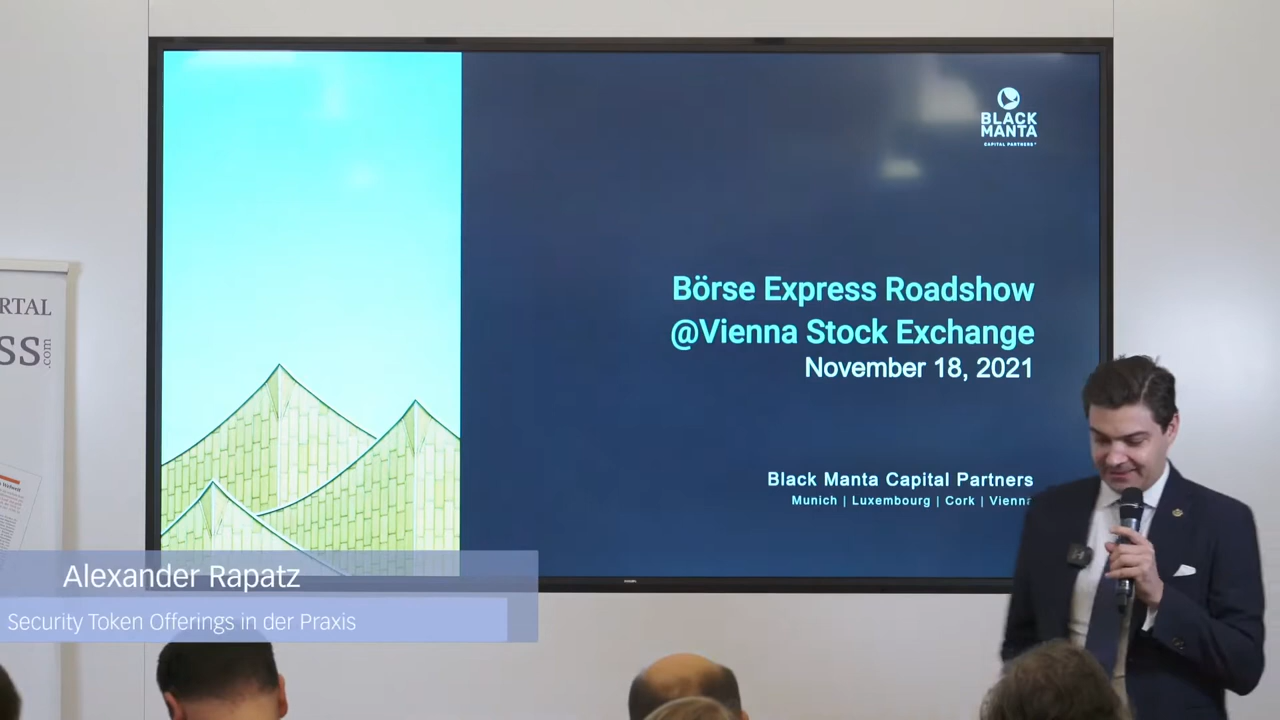 BLACK
MANTA
CAPITAL PARTNERS
Börse Express Roadshow
@Vienna Stock Exchange
November 18, 2021
Black Manta Capital Partners
Munich | Luxembourg | Cork | Vienna
RTAL
SS.com
Alexander Rapatz
Security Token Offerings in der Praxis